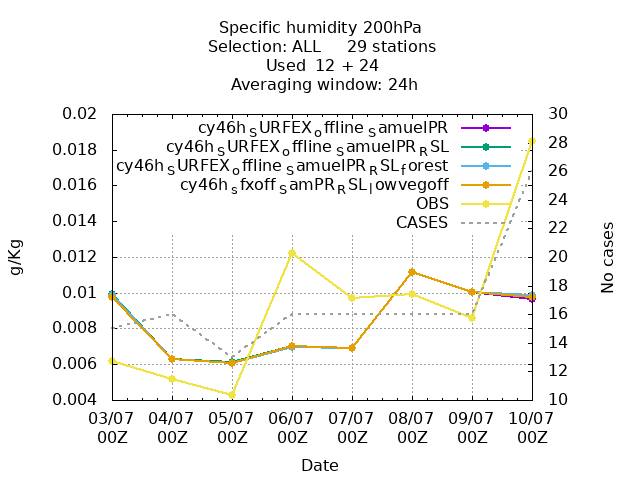 Specific humidity 200hPa
Selection: ALL 29 stations
Used 12 + 24
Averaging window: 24h
0.02 30
cy46h_SURFEX_offline_SamuelPR
cy46h_SURFEX_offline_SamuelPR_RSL
cy46h_SURFEX_offline_SamuelPR_RSL_forest
cy46h_sfxoff_SamPR_RSL_lowvegoff
OBS
CASES
0.018 28
0.016 26
24
0.014 22
0.012 20
0.01 18
0.008 16
14
0.006 12
0.004 10
g/Kg
No cases
03/07 04/07 05/07 06/07 07/07 08/07 09/07 10/07
00Z 00Z 00Z 00Z 00Z 00Z 00Z 00Z
Date